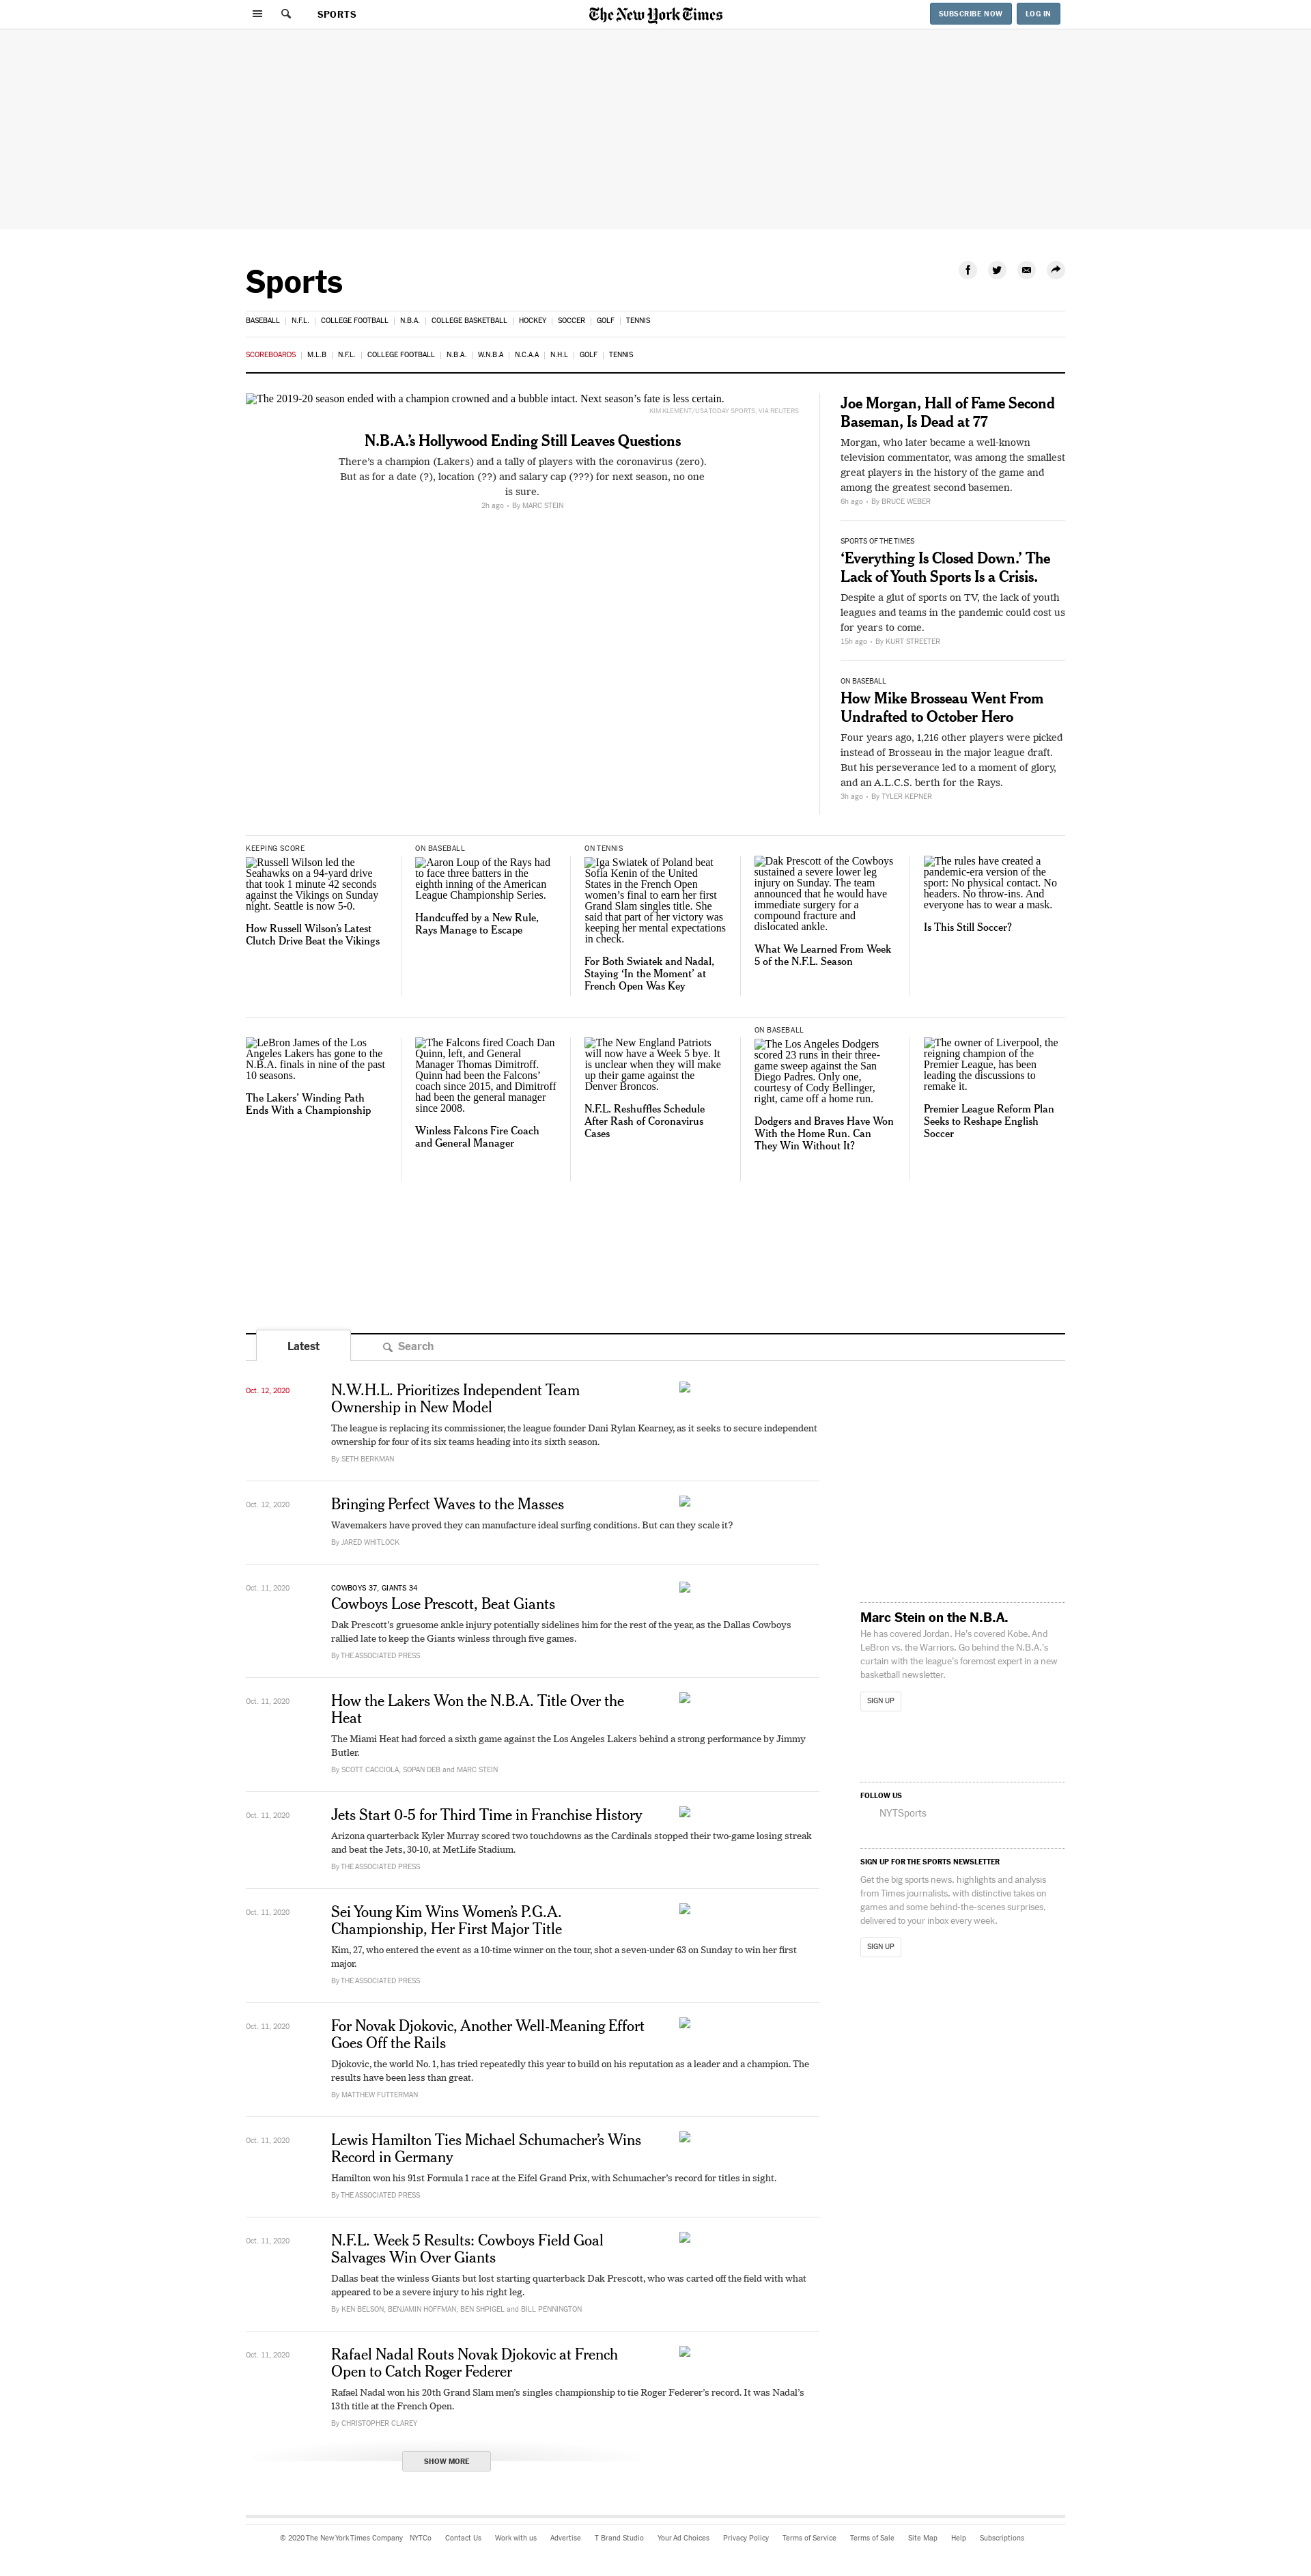 SPORTS
The New York Times
SUBSCRIBE NOW
LOG IN
Sports
BASEBALL | N.F.L. | COLLEGE FOOTBALL | N.B.A. | COLLEGE BASKETBALL | HOCKEY | SOCCER | GOLF | TENNIS
SCOREBOARDS | M.L.B | N.F.L. | COLLEGE FOOTBALL | N.B.A. | W.N.B.A | N.C.A.A | N.H.L | GOLF | TENNIS
The 2019-20 season ended with a champion crowned and a bubble intact. Next season's fate is less certain.
KIM KLEMENT/USA TODAY SPORTS, VIA REUTERS
N.B.A.’s Hollywood Ending Still Leaves Questions
There’s a champion (Lakers) and a tally of players with the coronavirus (zero).
But as for a date (?), location (??) and salary cap (???) for next season, no one
is sure.
2h ago • By MARC STEIN
Joe Morgan, Hall of Fame Second
Baseman, Is Dead at 77
Morgan, who later became a well-known
television commentator, was among the smallest
great players in the history of the game and
among the greatest second basemen.
6h ago • By BRUCE WEBER
SPORTS OF THE TIMES
‘Everything Is Closed Down.’ The
Lack of Youth Sports Is a Crisis.
Despite a glut of sports on TV, the lack of youth
leagues and teams in the pandemic could cost us
for years to come.
15h ago • By KURT STREETER
ON BASEBALL
How Mike Brosseau Went From
Undrafted to October Hero
Four years ago, 1,216 other players were picked
instead of Brosseau in the major league draft.
But his perseverance led to a moment of glory,
and an A.L.C.S. berth for the Rays.
3h ago • By TYLER KEPNER
KEEPING SCORE
Russell Wilson led the
Seahawks on a 94-yard drive
that took 1 minute 42 seconds
against the Vikings on Sunday
night. Seattle is now 5-0.
How Russell Wilson’s Latest
Clutch Drive Beat the Vikings
ON BASEBALL
Aaron Loup of the Rays had
to face three batters in the
eighth inning of the American
League Championship Series.
Handcuffed by a New Rule,
Rays Manage to Escape
ON TENNIS
Iga Swiatek of Poland beat
Sofia Kenin of the United
States in the French Open
women’s final to earn her first
Grand Slam singles title. She
said that part of her victory was
keeping her mental expectations
in check.
For Both Swiatek and Nadal,
Staying ‘In the Moment’ at
French Open Was Key
Dak Prescott of the Cowboys
sustained a severe lower leg
injury on Sunday. The team
announced that he would have
immediate surgery for a
compound fracture and
dislocated ankle.
What We Learned From Week
5 of the N.F.L. Season
The rules have created a
pandemic-era version of the
sport: No physical contact. No
headers. No throw-ins. And
everyone has to wear a mask.
Is This Still Soccer?
LeBron James of the Los
Angeles Lakers has gone to the
N.B.A. finals in nine of the past
10 seasons.
The Lakers’ Winding Path
Ends With a Championship
The Falcons fired Coach Dan
Quinn, left, and General
Manager Thomas Dimitroff.
Quinn had been the Falcons’
coach since 2015, and Dimitroff
had been the general manager
since 2008.
Winless Falcons Fire Coach
and General Manager
The New England Patriots
will now have a Week 5 bye. It
is unclear when they will make
up their game against the
Denver Broncos.
N.F.L. Reshuffles Schedule
After Rash of Coronavirus
Cases
ON BASEBALL
The Los Angeles Dodgers
scored 23 runs in their three-
game sweep against the San
Diego Padres. Only one,
courtesy of Cody Bellinger,
right, came off a home run.
Dodgers and Braves Have Won
With the Home Run. Can
They Win Without It?
The owner of Liverpool, the
reigning champion of the
Premier League, has been
leading the discussions to
remake it.
Premier League Reform Plan
Seeks to Reshape English
Soccer
Latest
Search
Oct. 12, 2020
N.W.H.L. Prioritizes Independent Team
Ownership in New Model
The league is replacing its commissioner, the league founder Dani Rylan Kearney, as it seeks to secure independent
ownership for four of its six teams heading into its sixth season.
By SETH BERKMAN
Oct. 12, 2020
Bringing Perfect Waves to the Masses
Wavemakers have proved they can manufacture ideal surfing conditions. But can they scale it?
By JARED WHITLOCK
Oct. 11, 2020
COWBOYS 37, GIANTS 34
Cowboys Lose Prescott, Beat Giants
Dak Prescott’s gruesome ankle injury potentially sidelines him for the rest of the year, as the Dallas Cowboys
rallied late to keep the Giants winless through five games.
By THE ASSOCIATED PRESS
Oct. 11, 2020
How the Lakers Won the N.B.A. Title Over the
Heat
The Miami Heat had forced a sixth game against the Los Angeles Lakers behind a strong performance by Jimmy
Butler.
By SCOTT CACCIOLA, SOPAN DEB and MARC STEIN
Oct. 11, 2020
Jets Start 0-5 for Third Time in Franchise History
Arizona quarterback Kyler Murray scored two touchdowns as the Cardinals stopped their two-game losing streak
and beat the Jets, 30-10, at MetLife Stadium.
By THE ASSOCIATED PRESS
Oct. 11, 2020
Sei Young Kim Wins Women’s P.G.A.
Championship, Her First Major Title
Kim, 27, who entered the event as a 10-time winner on the tour, shot a seven-under 63 on Sunday to win her first
major.
By THE ASSOCIATED PRESS
Oct. 11, 2020
For Novak Djokovic, Another Well-Meaning Effort
Goes Off the Rails
Djokovic, the world No. 1, has tried repeatedly this year to build on his reputation as a leader and a champion. The
results have been less than great.
By MATTHEW FUTTERMAN
Oct. 11, 2020
Lewis Hamilton Ties Michael Schumacher’s Wins
Record in Germany
Hamilton won his 91st Formula 1 race at the Eifel Grand Prix, with Schumacher’s record for titles in sight.
By THE ASSOCIATED PRESS
Oct. 11, 2020
N.F.L. Week 5 Results: Cowboys Field Goal
Salvages Win Over Giants
Dallas beat the winless Giants but lost starting quarterback Dak Prescott, who was carted off the field with what
appeared to be a severe injury to his right leg.
By KEN BELSON, BENJAMIN HOFFMAN, BEN SHPIGEL and BILL PENNINGTON
Oct. 11, 2020
Rafael Nadal Routs Novak Djokovic at French
Open to Catch Roger Federer
Rafael Nadal won his 20th Grand Slam men’s singles championship to tie Roger Federer’s record. It was Nadal’s
13th title at the French Open.
By CHRISTOPHER CLAREY
SHOW MORE
Marc Stein on the N.B.A.
He has covered Jordan. He’s covered Kobe. And
LeBron vs. the Warriors. Go behind the N.B.A.’s
curtain with the league’s foremost expert in a new
basketball newsletter.
SIGN UP
FOLLOW US
NYTSports
SIGN UP FOR THE SPORTS NEWSLETTER
Get the big sports news, highlights and analysis
from Times journalists, with distinctive takes on
games and some behind-the-scenes surprises,
delivered to your inbox every week.
SIGN UP
© 2020 The New York Times Company NYTCo Contact Us Work with us Advertise T Brand Studio Your Ad Choices Privacy Policy Terms of Service Terms of Sale Site Map Help Subscriptions